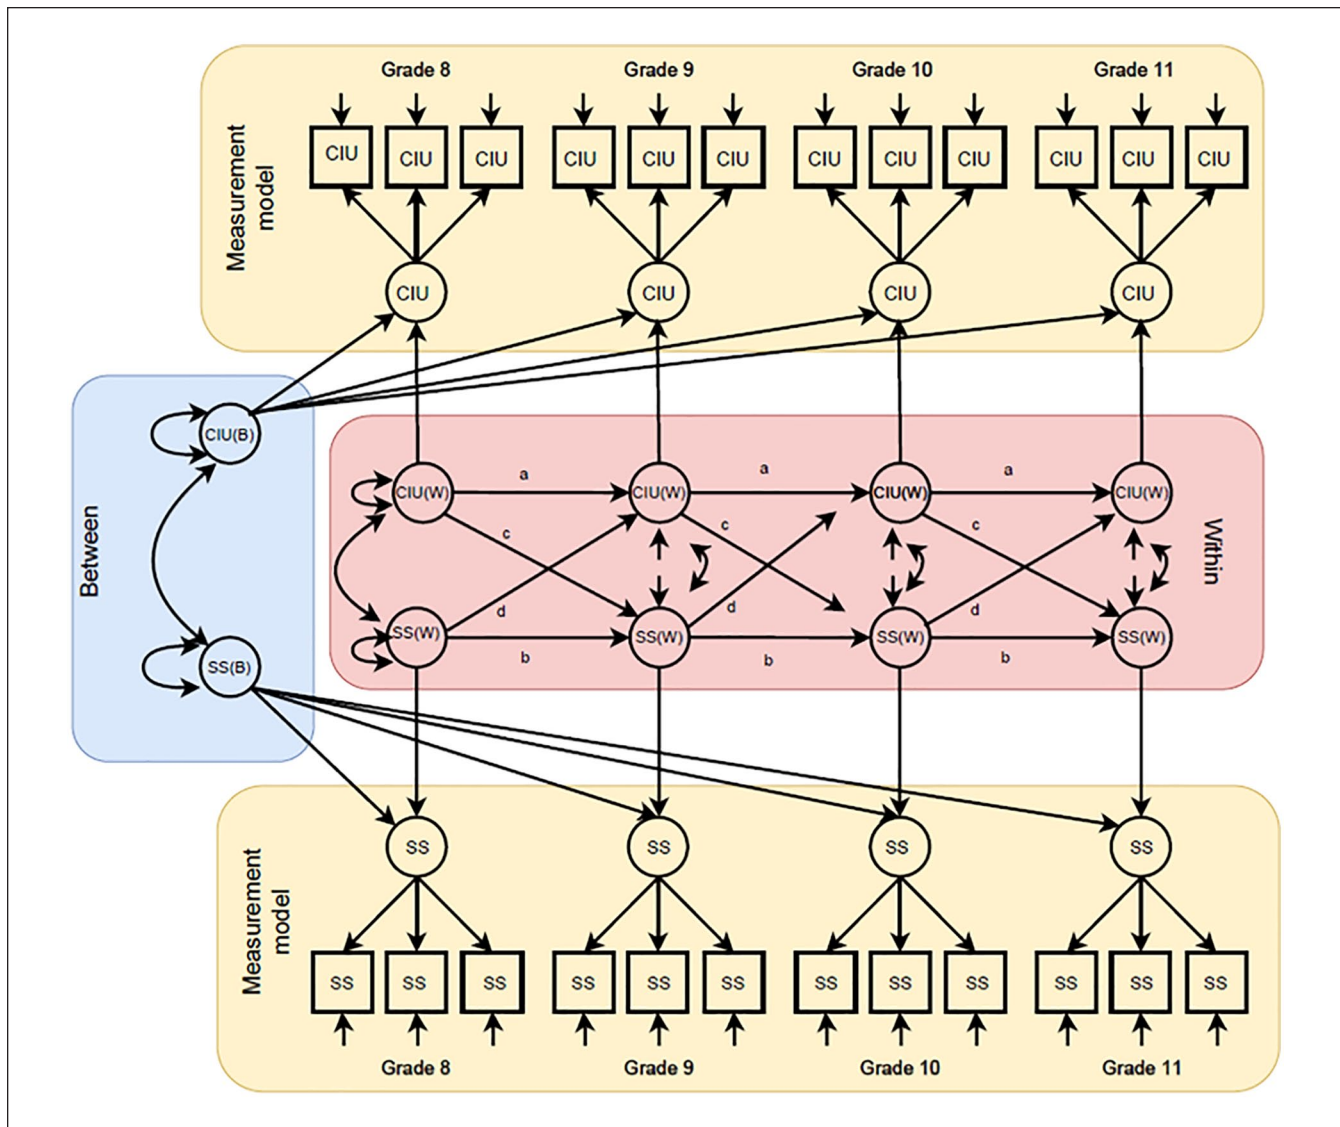 Grade 8 Grade 9 Grade 10 Grade 11
Measurement
model
CIU CIU CIU CIU CIU CIU CIU CIU CIU CIU CIU CIU
CIU CIU CIU CIU
Between
CIU(B)
SS(B)
Within
a a a
CIU(W) CIU(W) CIU(W) CIU(W)
c c c
d d d
SS(W) SS(W) SS(W) SS(W)
b b b
Measurement
model
SS SS SS SS
SS SS SS SS SS SS SS SS SS SS SS SS
Grade 8 Grade 9 Grade 10 Grade 11